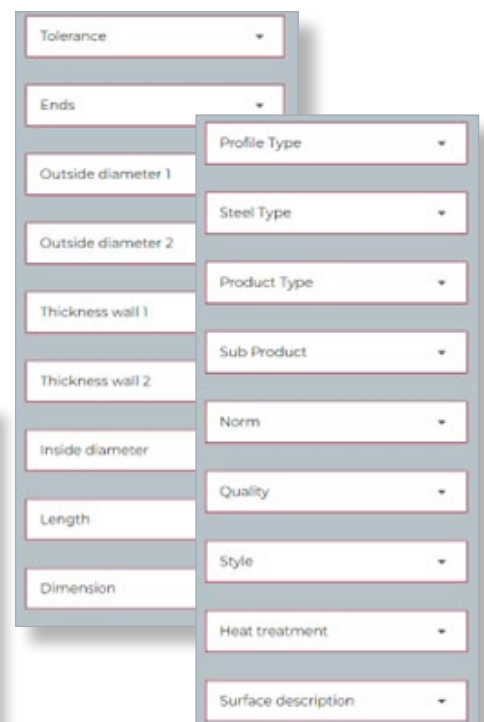 Tolerance
Ends
Outside diameter 1
Outside diameter 2
Thickness wall 1
Thickness wall 2
Inside diameter
Length
Dimension
Profile Type
Steel Type
Product Type
Sub Product
Norm
Quality
Style
Heat treatment
Surface description